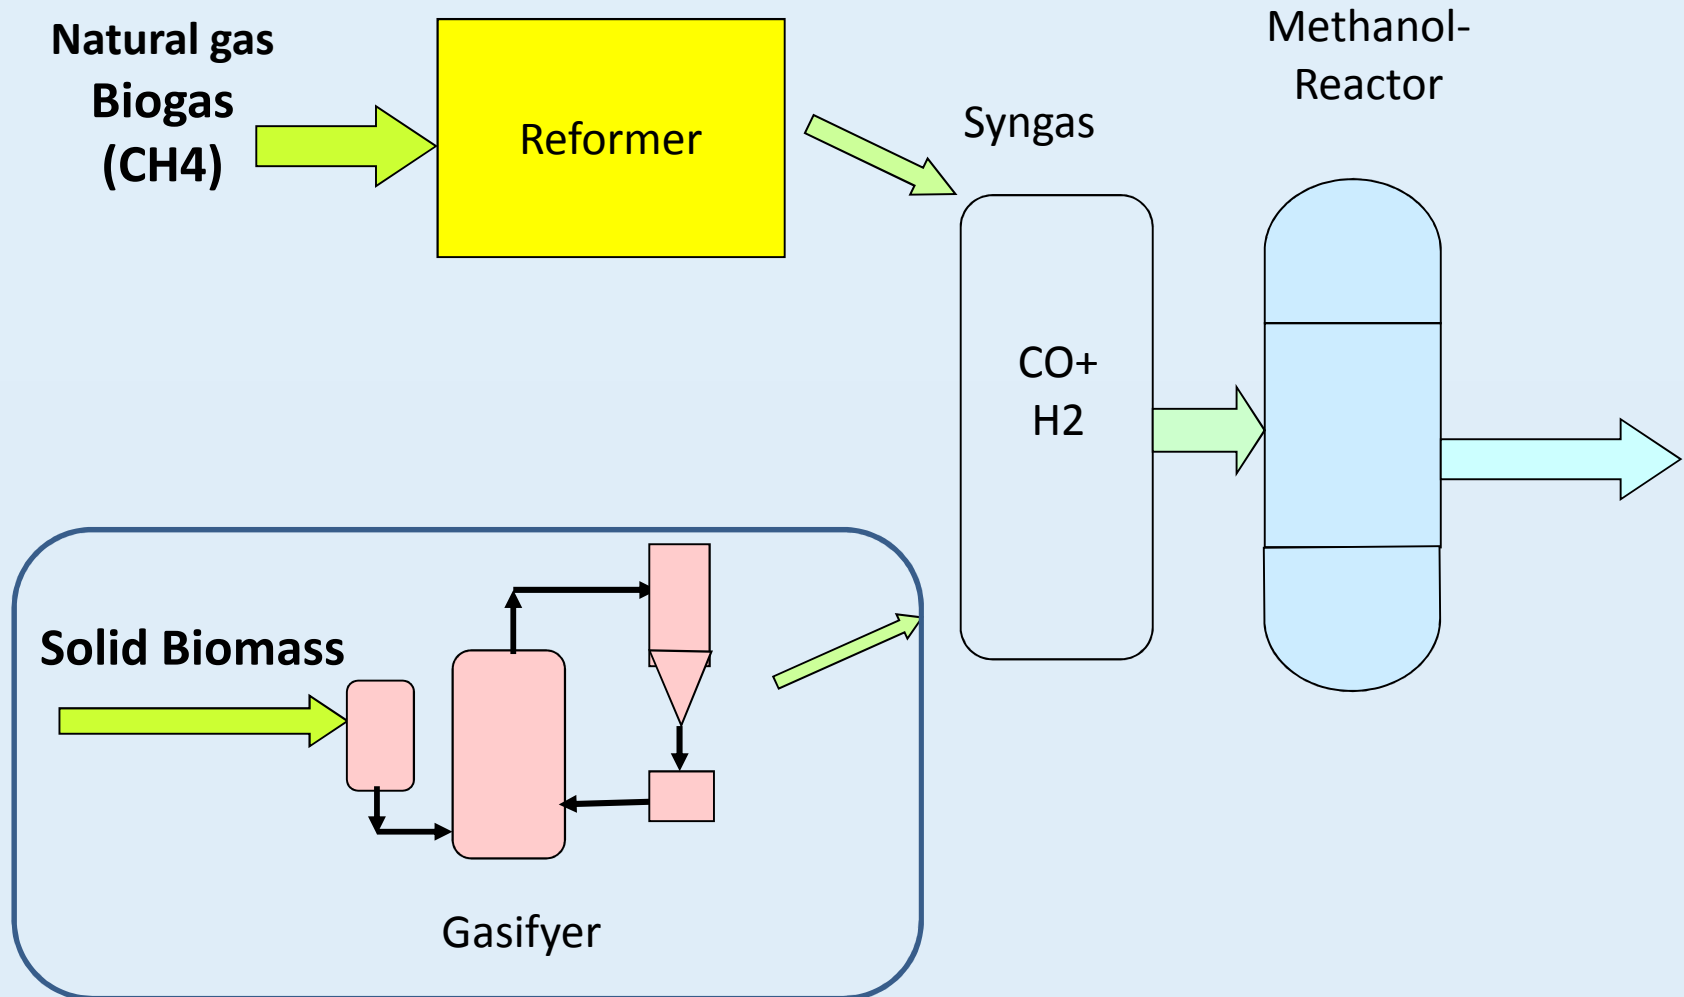 Natural gas
Biogas
(CH4)
Reformer
Syngas
Methanol-
Reactor
CO+
H2
Solid Biomass
Gasifyer